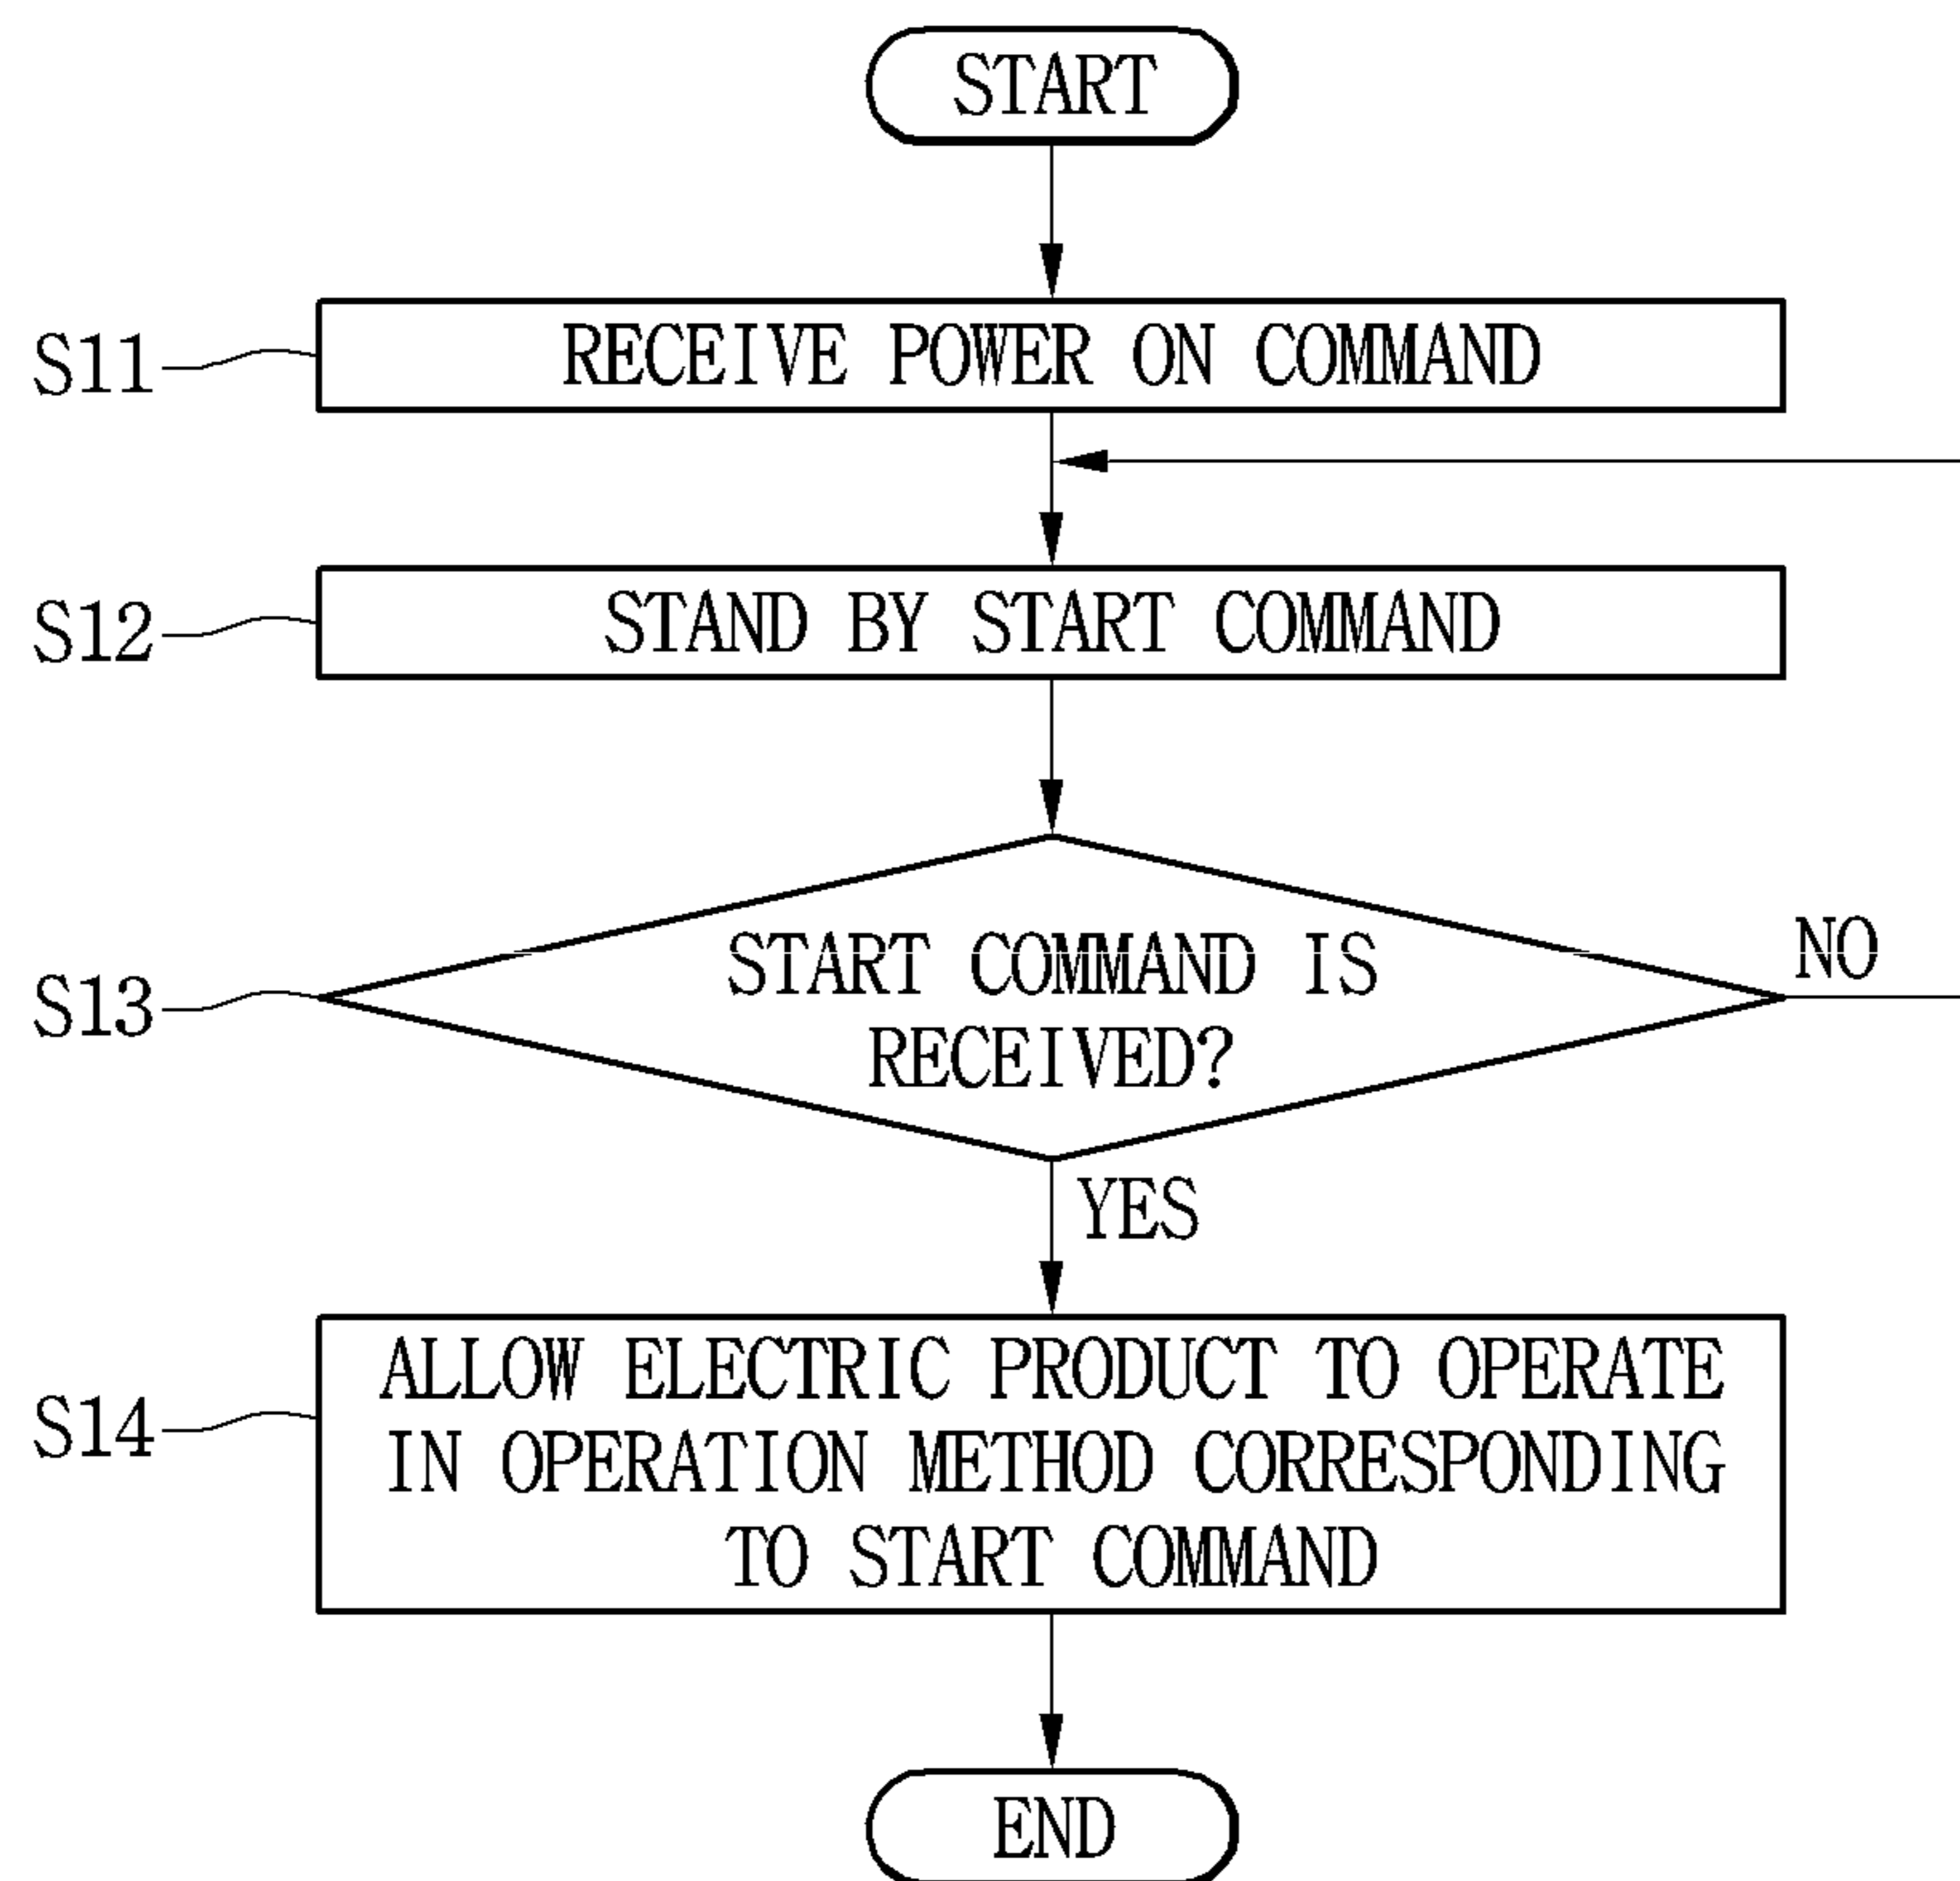 START
S11
RECEIVE POWER ON COMMAND
S12
STAND BY START COMMAND
S13
START COMMAND IS
RECEIVED?
NO
YES
S14
ALLOW ELECTRIC PRODUCT TO OPERATE
IN OPERATION METHOD CORRESPONDING
TO START COMMAND
END